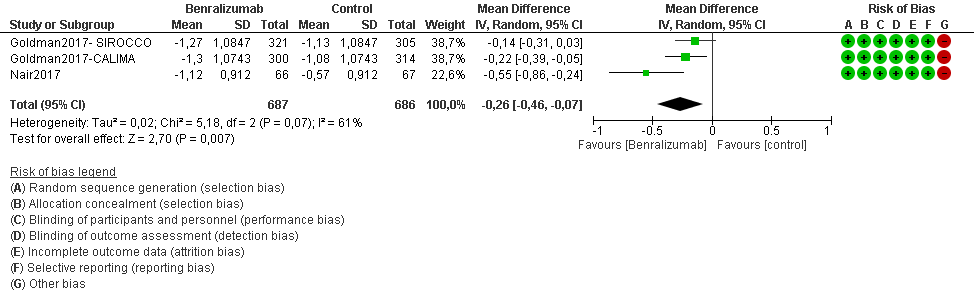 Benralizumab Control Mean Difference Mean Difference Risk of Bias
Study or Subgroup Mean SD Total Mean SD Total Weight IV, Random, 95% CI IV, Random, 95% CI A B C D E F G
Goldman2017- SIROCCO -1,27 1,0847 321 -1,13 1,0847 305 38,7% -0,14 [-0,31, 0,03] + + + + + +
Goldman2017-CALIMA -1,3 1,0743 300 -1,08 1,0743 314 38,7% -0,22 [-0,39, -0,05] + + + + + +
Nair2017 -1,12 0,912 66 -0,57 0,912 67 22,6% -0,55 [-0,86, -0,24] + + + + + +
Total (95% CI) 687 686 100,0% -0,26 [-0,46, -0,07]
Heterogeneity: Tau² = 0,02; Chi² = 5,18, df = 2 (P = 0,07); I² = 61%
Test for overall effect: Z = 2,70 (P = 0,007)
-1 -0.5 0 0.5 1
Favours [Benralizumab] Favours [control]
Risk of bias legend
(A) Random sequence generation (selection bias)
(B) Allocation concealment (selection bias)
(C) Blinding of participants and personnel (performance bias)
(D) Blinding of outcome assessment (detection bias)
(E) Incomplete outcome data (attrition bias)
(F) Selective reporting (reporting bias)
(G) Other bias